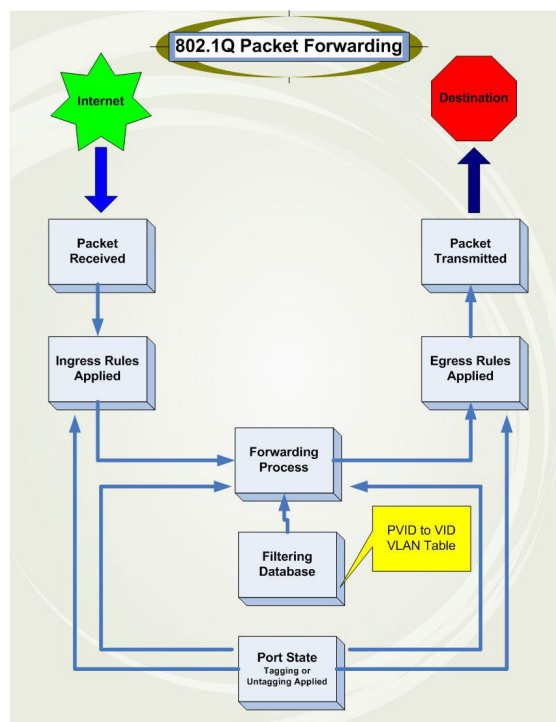 802.1Q Packet Forwarding
Internet
Destination
Packet
Received
Packet
Transmitted
Ingress Rules
Applied
Egress Rules
Applied
Forwarding
Process
PVID to VID
VLAN Table
Filtering
Database
Port State
Tagging or
Untagging Applied